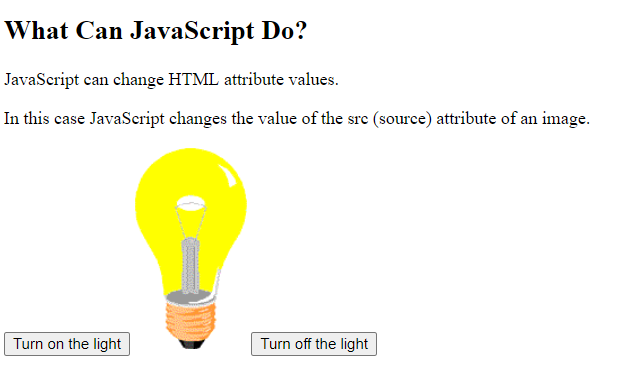 What Can JavaScript Do?
JavaScript can change HTML attribute values.
In this case JavaScript changes the value of the src (source) attribute of an image.
Turn on the light Turn off the light